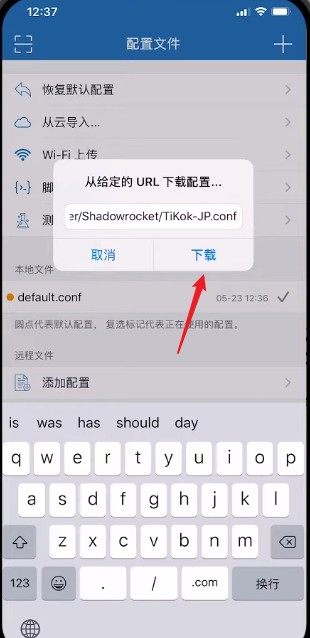 12:37
配置文件
恢复默认配置
从云导入...
Wi-Fi 上传
脚
测
从给定的 URL 下载配置...
er/Shadowrocket/TiKok-JP.conf
取消
下载
本地文件
default.conf
05-23 12:36
圆点代表默认配置，复选标记代表正在使用的配置。
远程文件
添加配置
is was has should day
q w e r t y u i o p
a s d f g h j k l
z x c v b n m
123 . / .com 换行